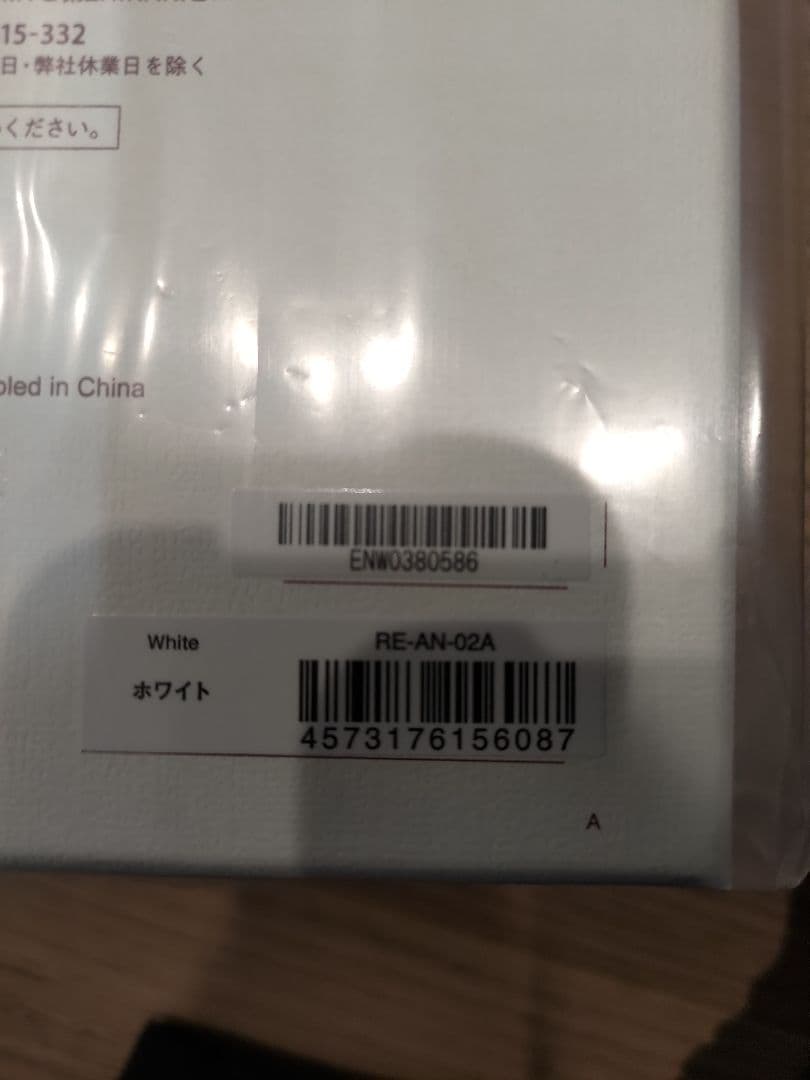 15-332
日・弊社休業日を除く
ください。
bled in China
ENW0380586
White RE-AN-02A
ホワイト
4573176156087
A